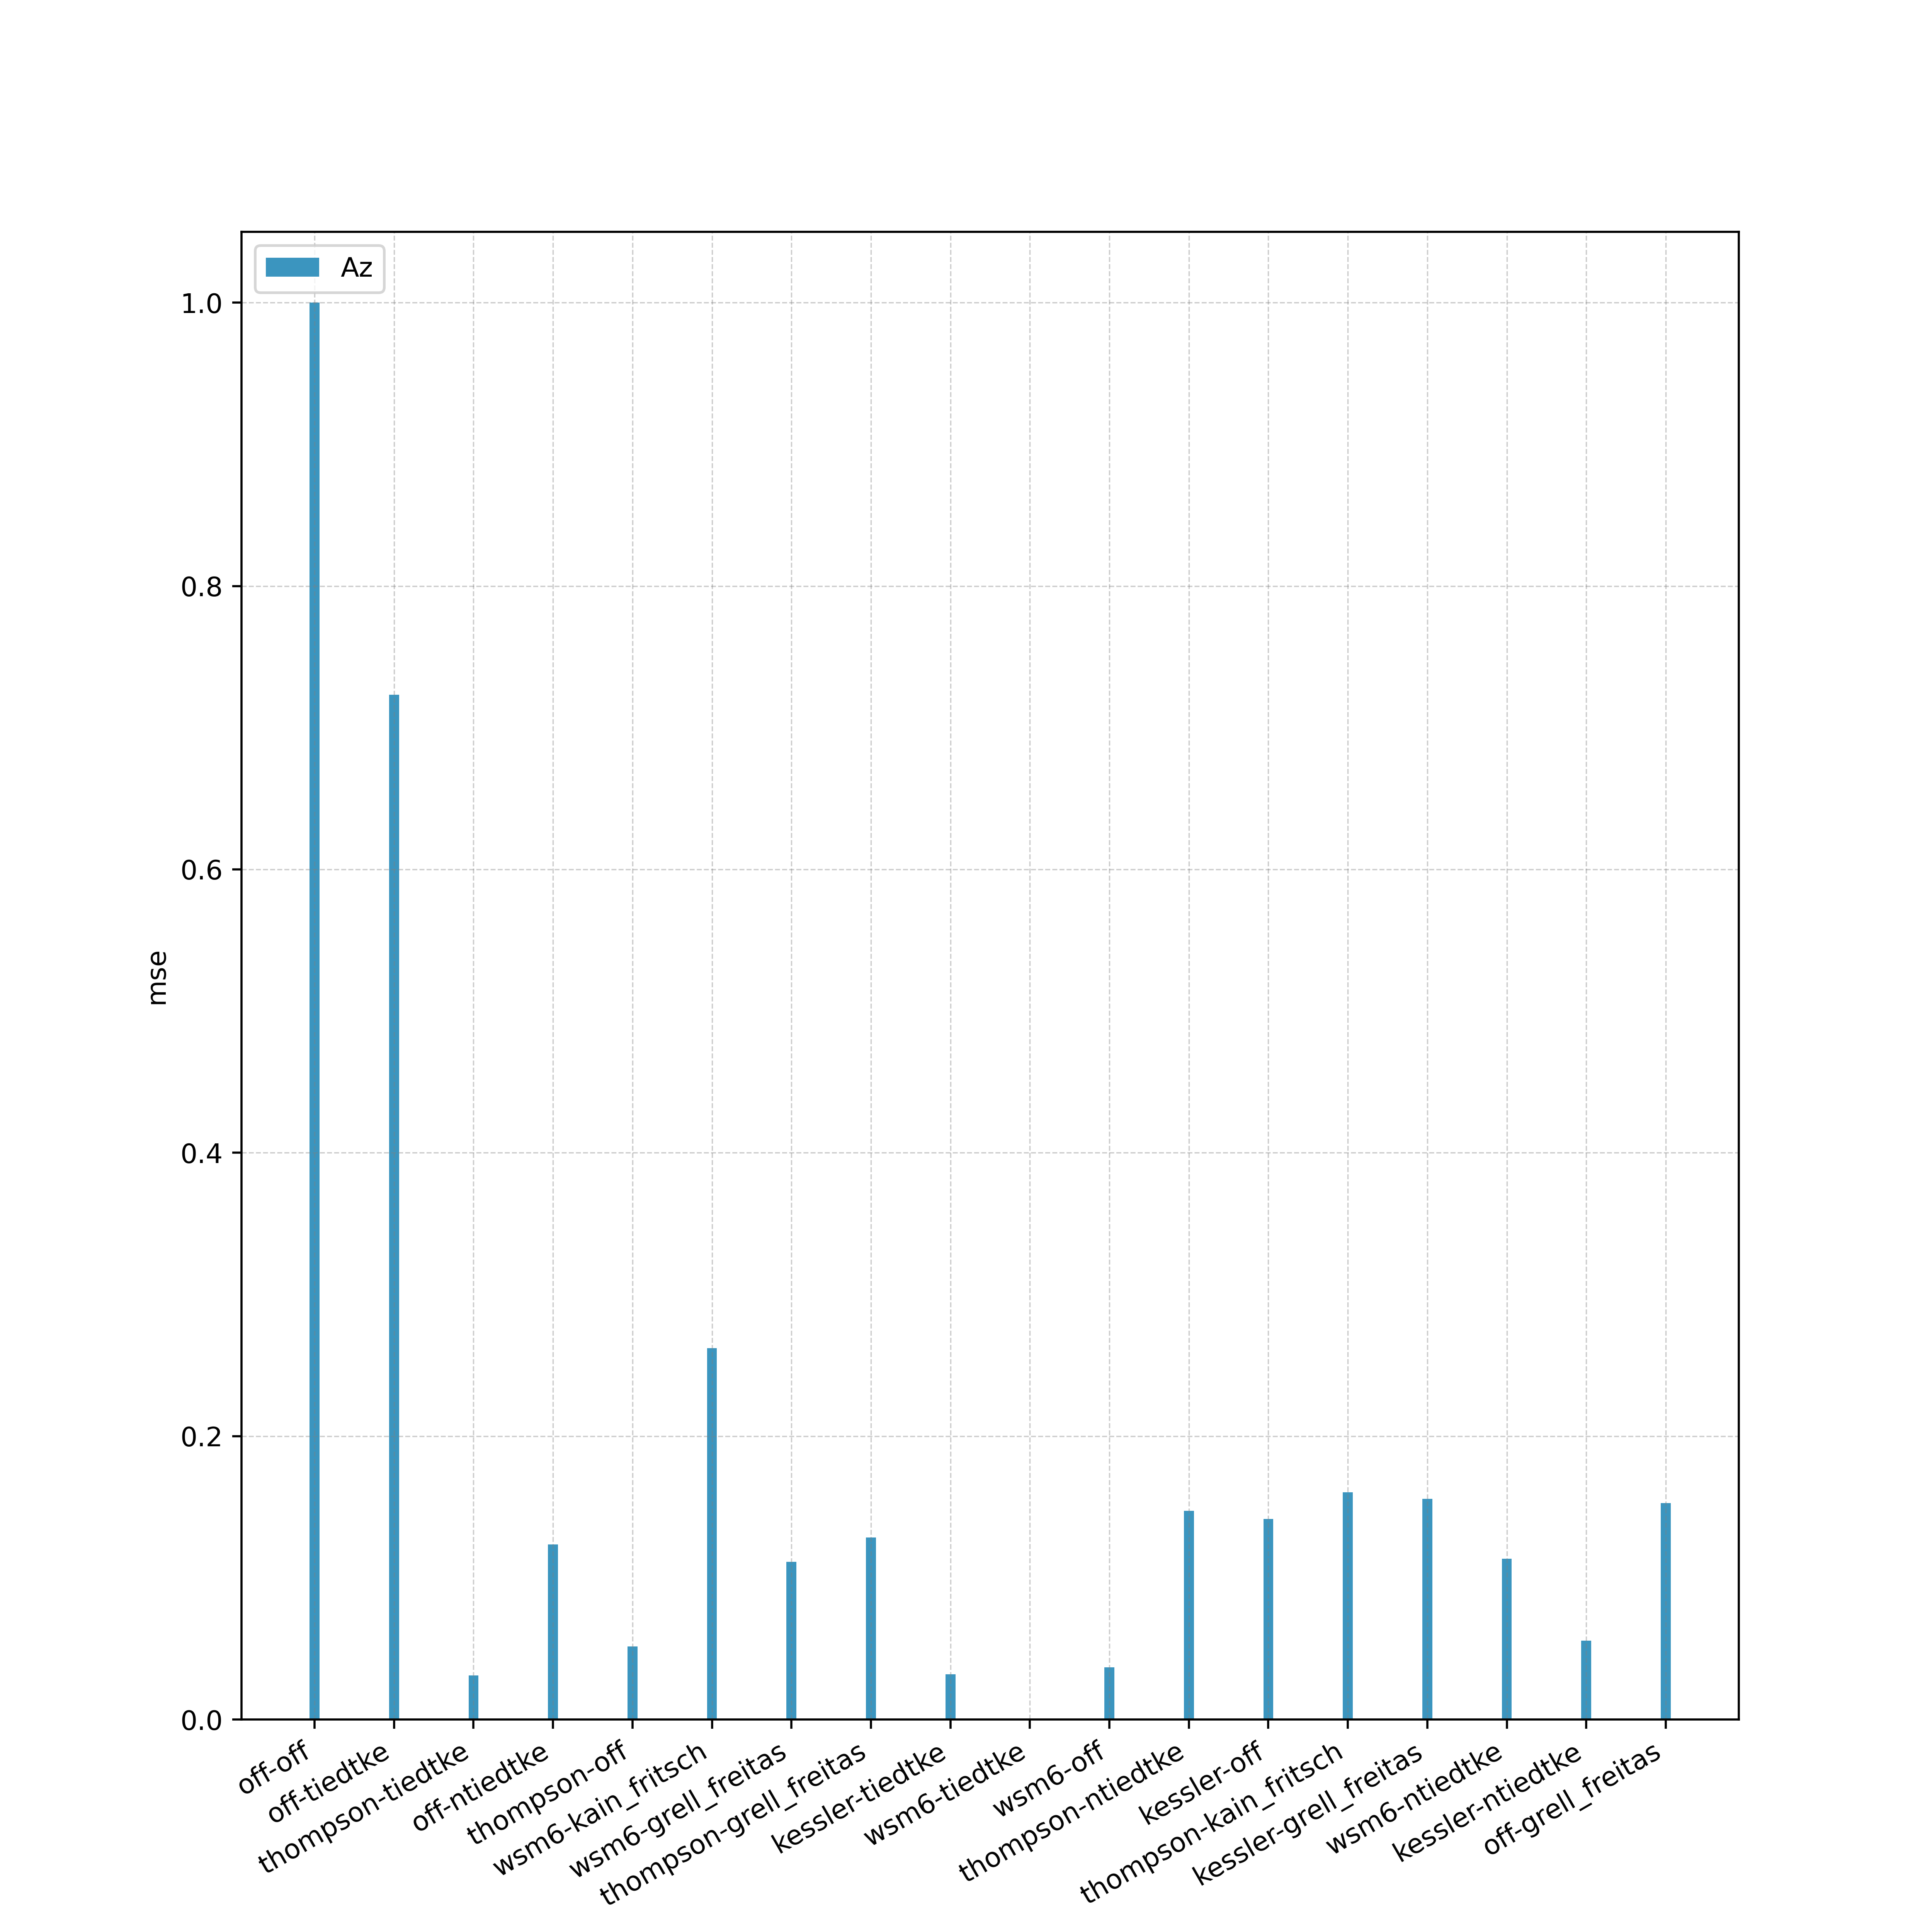 Az
1.0
0.8
0.6
0.4
0.2
0.0
mse
off-off
off-tiedtke
thompson-tiedtke
off-ntiedtke
thompson-off
wsm6-kain_fritsch
wsm6-grell_freitas
thompson-grell_freitas
kessler-tiedtke
wsm6-tiedtke
wsm6-off
thompson-ntiedtke
kessler-off
thompson-kain_fritsch
kessler-grell_freitas
wsm6-ntiedtke
kessler-ntiedtke
off-grell_freitas